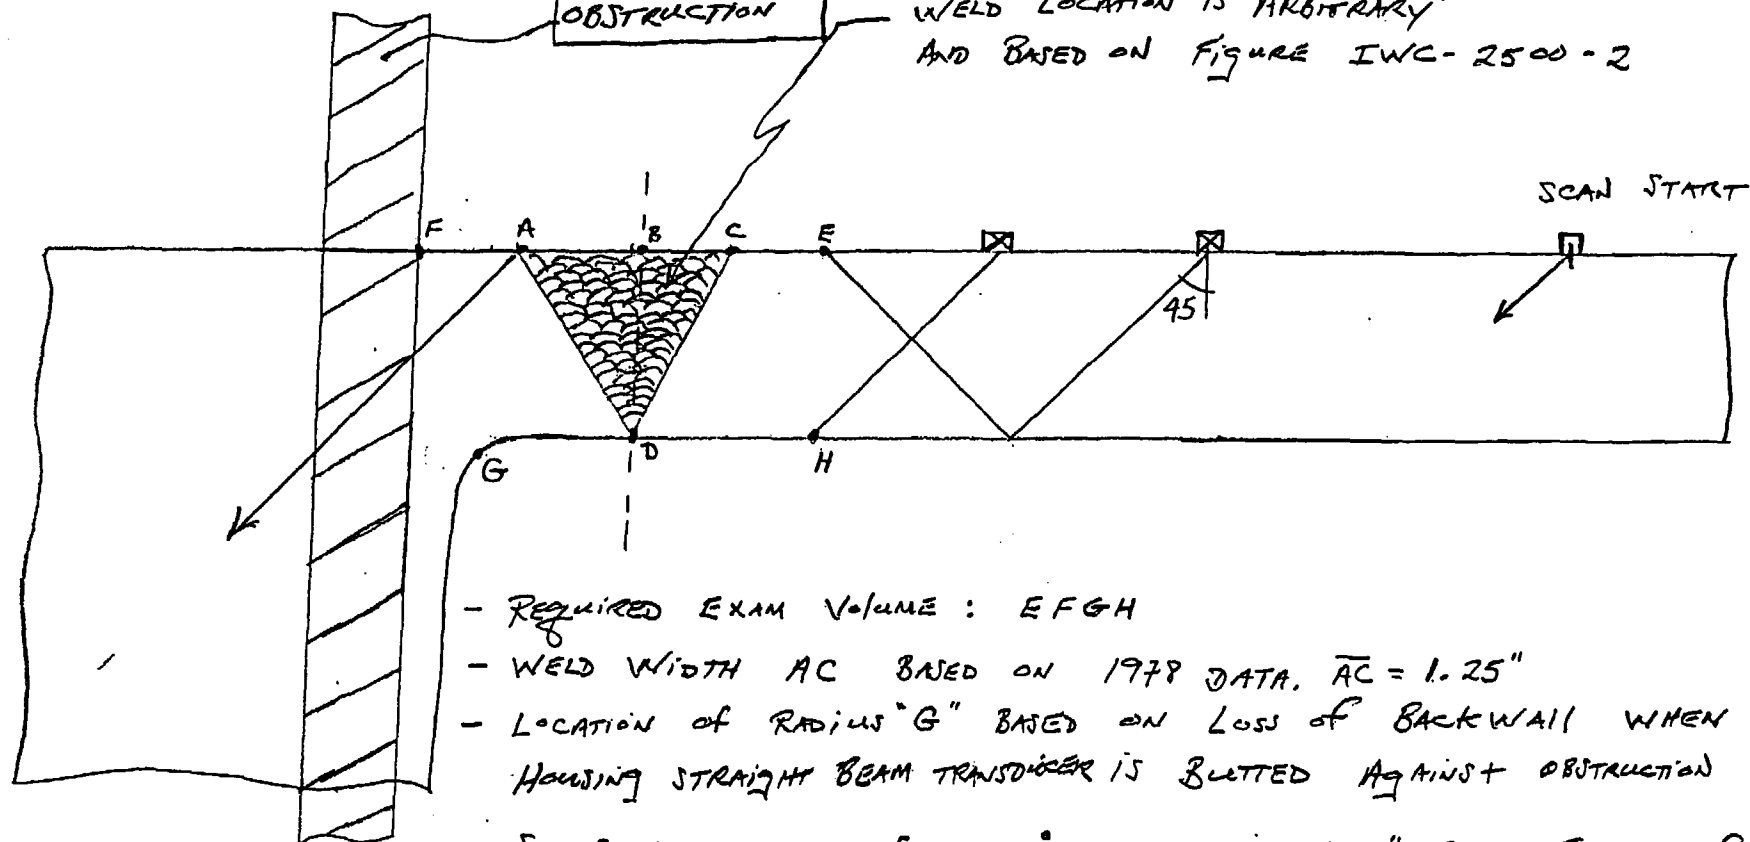 OBSTRUCTION
WELD LOCATION IS ARBITRARY
AND BASED ON FigURE IWC-2500-2
SCAN START
F A B C E
45
G D H
- REQUIRED EXAM VOLUME : EFGH
- WELD WIDTH AC BASED ON 1978 DATA. AC = 1.25"
- LOCATION of RADIUS "G" BASED ON LOSS of BACKWALL WHEN
HOUSING STRAIGHT BEAM TRANSDUCER IS BUTTED AGAINST OBSTRUCTION